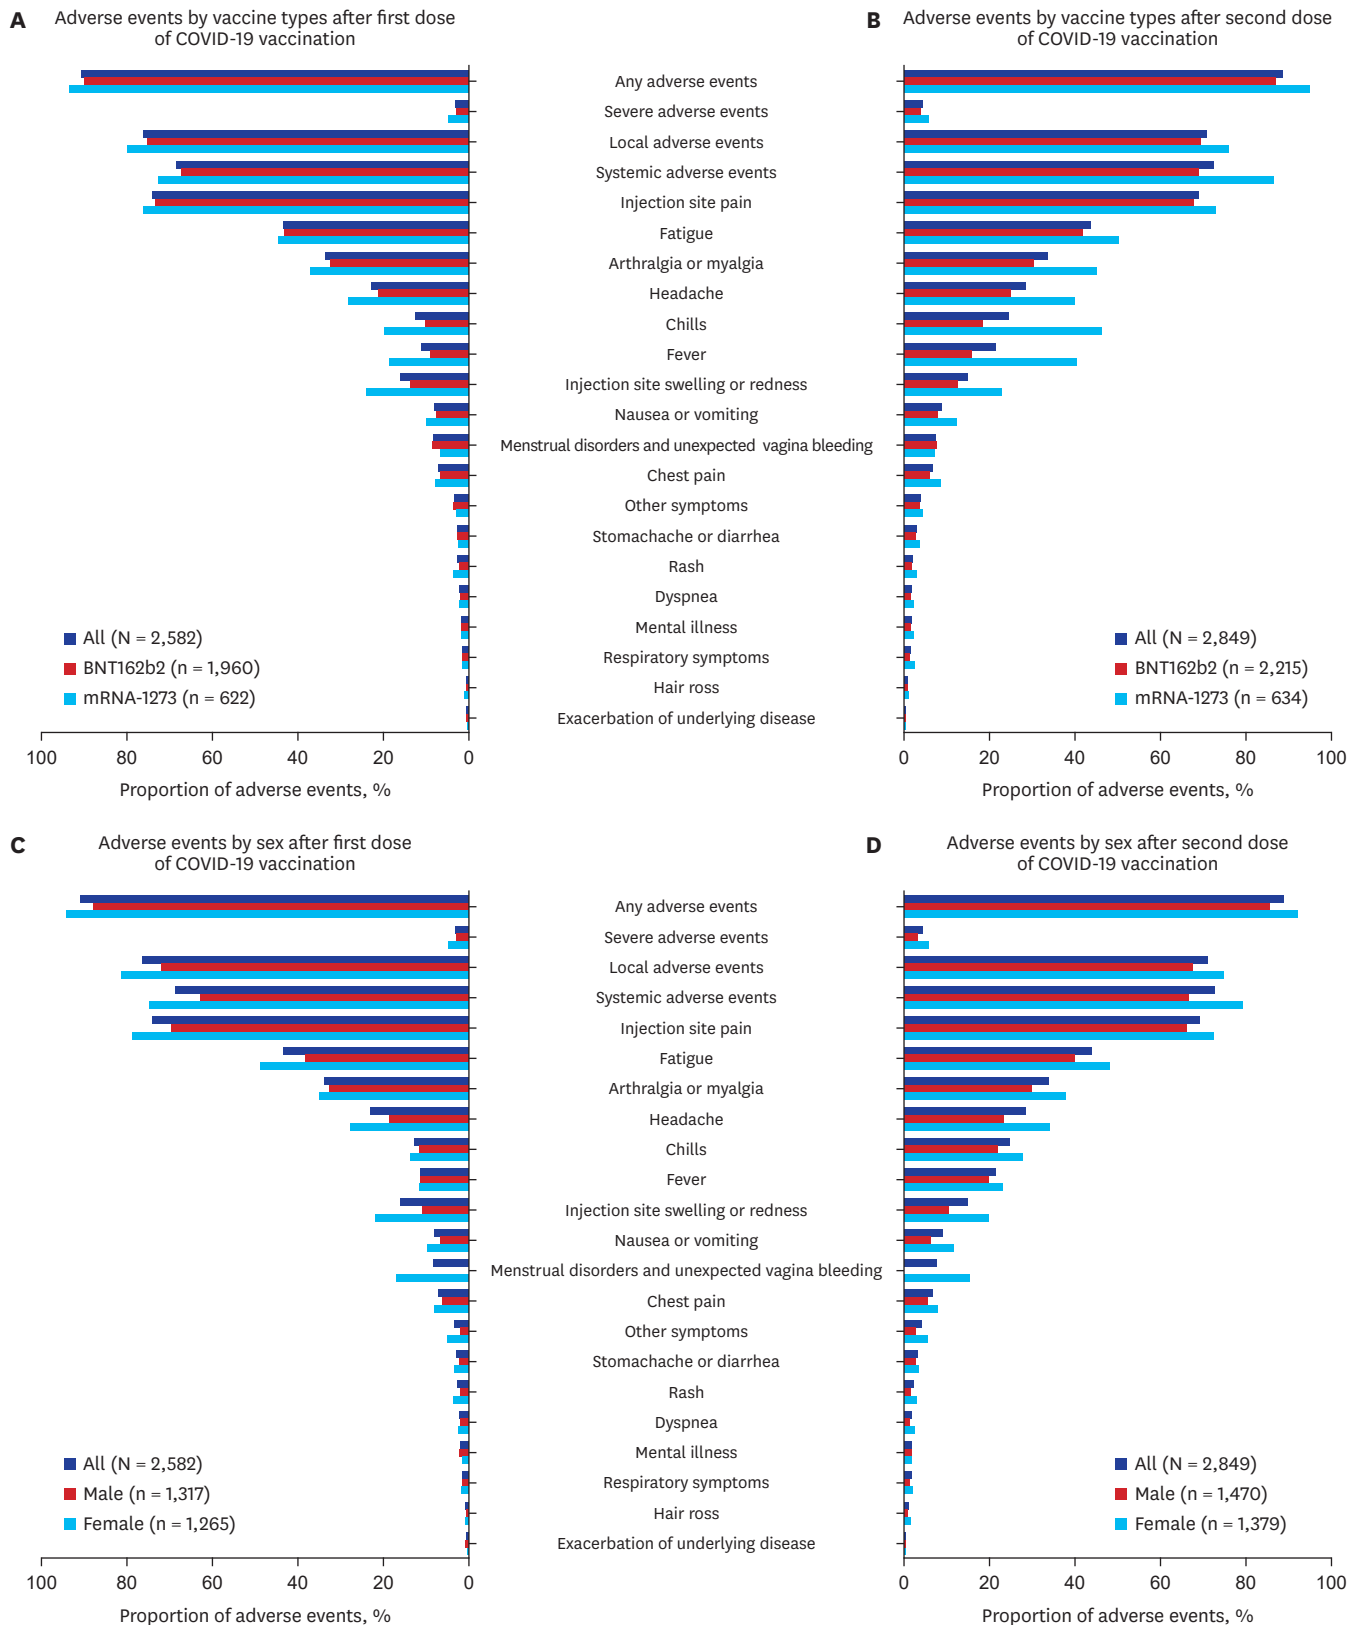 A
Adverse events by vaccine types after first dose
of COVID-19 vaccination
B
Adverse events by vaccine types after second dose
of COVID-19 vaccination
Any adverse events
Severe adverse events
Local adverse events
Systemic adverse events
Injection site pain
Fatigue
Arthralgia or myalgia
Headache
Chills
Fever
Injection site swelling or redness
Nausea or vomiting
Menstrual disorders and unexpected vagina bleeding
Chest pain
Other symptoms
Stomachache or diarrhea
Rash
Dyspnea
Mental illness
Respiratory symptoms
Hair ross
Exacerbation of underlying disease
All (N = 2,582)
BNT162b2 (n = 1,960)
mRNA-1273 (n = 622)
All (N = 2,849)
BNT162b2 (n = 2,215)
mRNA-1273 (n = 634)
100 80 60 40 20 0
Proportion of adverse events, %
0 20 40 60 80 100
Proportion of adverse events, %
C
Adverse events by sex after first dose
of COVID-19 vaccination
D
Adverse events by sex after second dose
of COVID-19 vaccination
Any adverse events
Severe adverse events
Local adverse events
Systemic adverse events
Injection site pain
Fatigue
Arthralgia or myalgia
Headache
Chills
Fever
Injection site swelling or redness
Nausea or vomiting
Menstrual disorders and unexpected vagina bleeding
Chest pain
Other symptoms
Stomachache or diarrhea
Rash
Dyspnea
Mental illness
Respiratory symptoms
Hair ross
Exacerbation of underlying disease
All (N = 2,582)
Male (n = 1,317)
Female (n = 1,265)
All (N = 2,849)
Male (n = 1,470)
Female (n = 1,379)
100 80 60 40 20 0
Proportion of adverse events, %
0 20 40 60 80 100
Proportion of adverse events, %